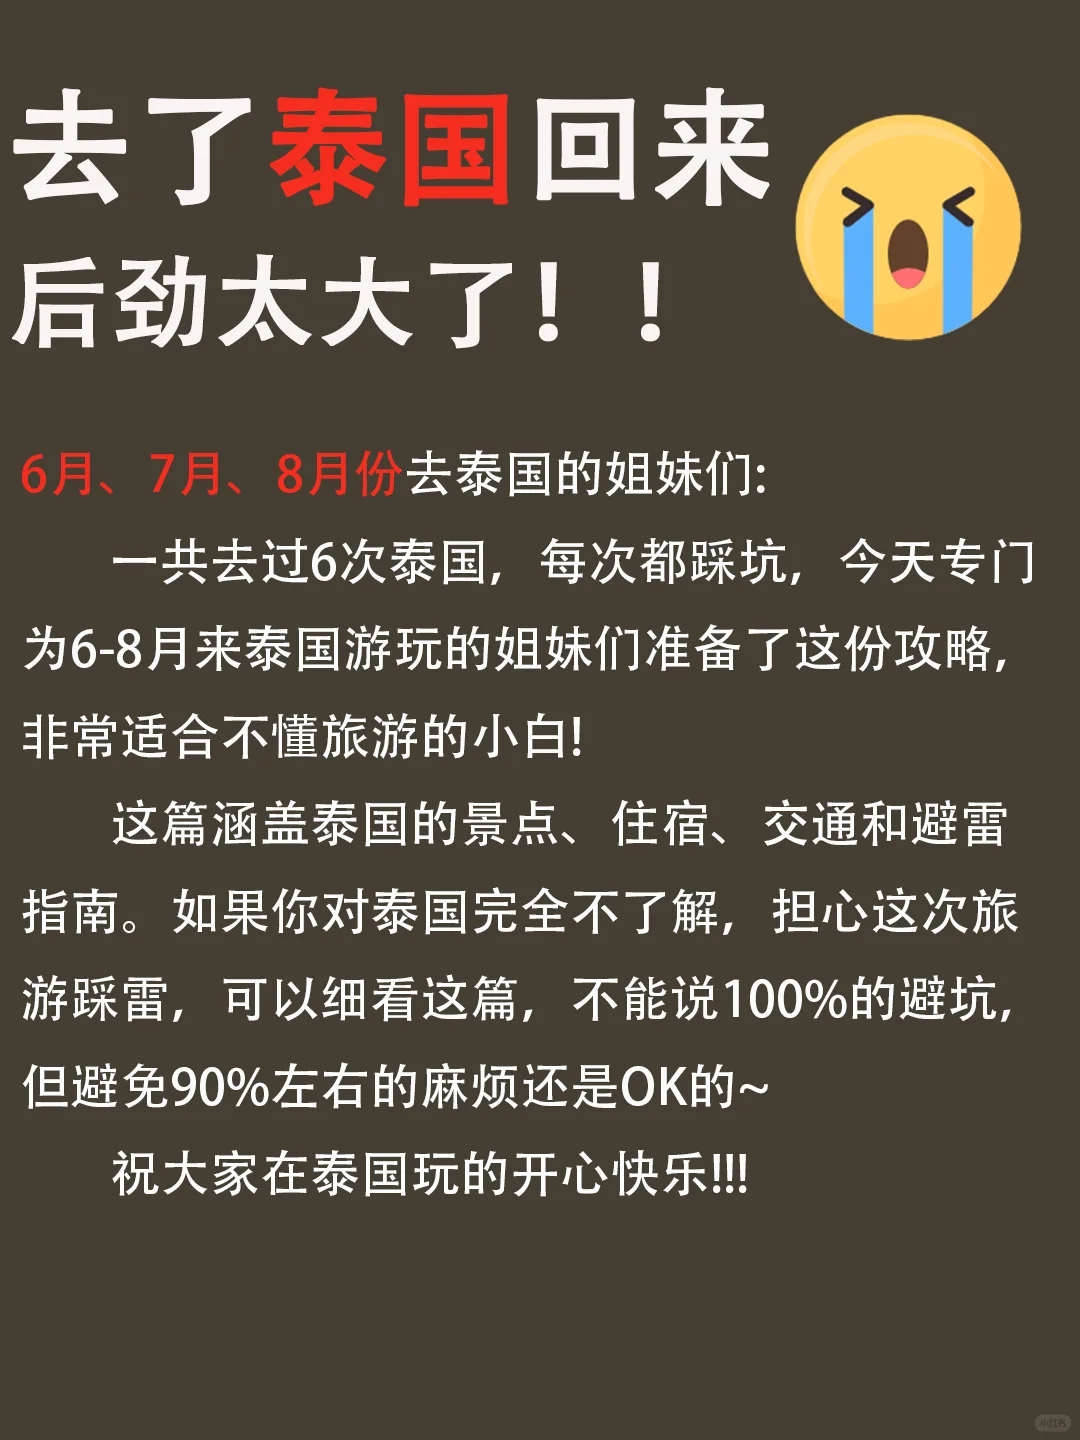 去了泰国回来
后劲太大了！！
6月、7月、8月份去泰国的姐妹们:
一共去过6次泰国，每次都踩坑，今天专门
为6-8月来泰国游玩的姐妹们准备了这份攻略，
非常适合不懂旅游的小白!
这篇涵盖泰国的景点、住宿、交通和避雷
指南。如果你对泰国完全不了解，担心这次旅
游踩雷，可以细看这篇，不能说100%的避坑，
但避免90%左右的麻烦还是OK的~
祝大家在泰国玩的开心快乐!!!
小红书